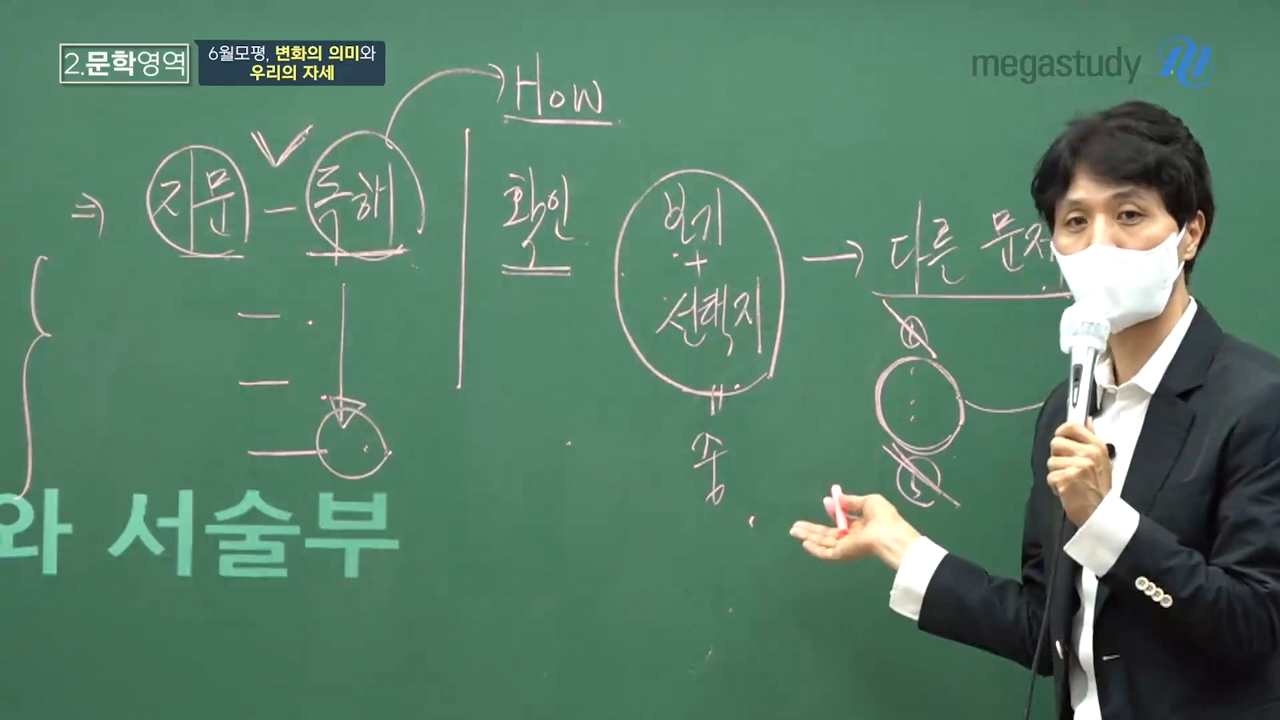 2.문학영역
6월모평, 변화의 의미와
우리의 자세
megastudy
How
⇒ 지문 - 독해
확인
보기
+
선택지
→ 다른 문제
①
⑤
와 서술부